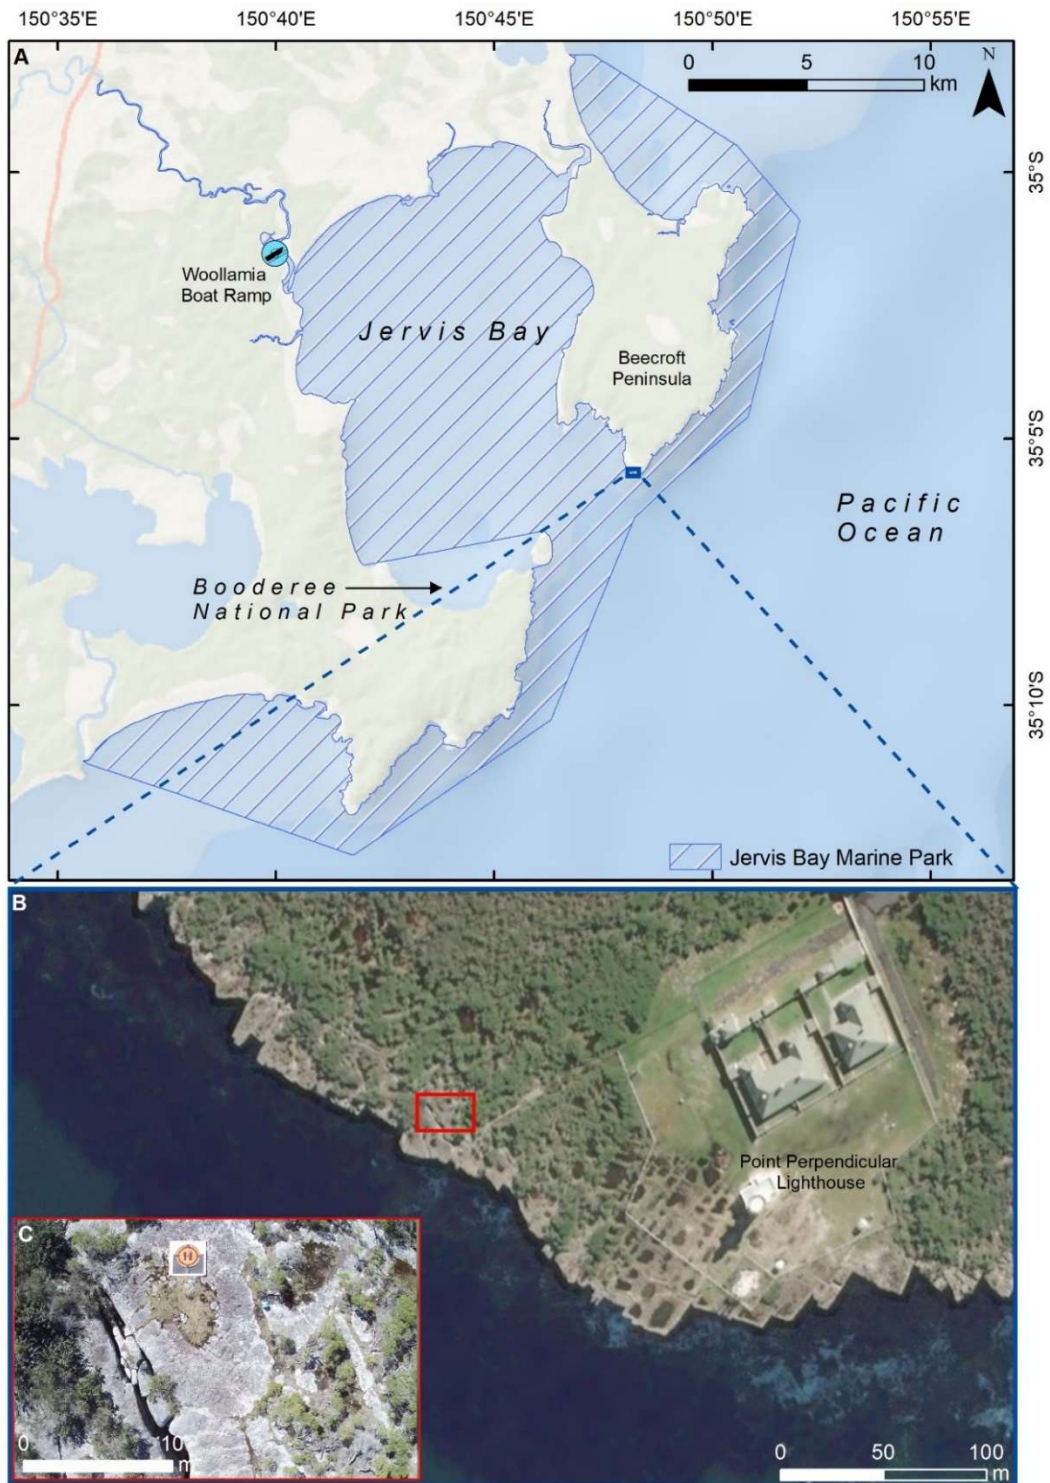 150°35'E
150°40'E
150°45'E
150°50'E
150°55'E
A
0
5
10
km
N
35°S
Woollamia
Boat Ramp
Jervis Bay
Beecroft
Peninsula
35°5'S
Pacific
Ocean
Booderee
National Park
35°10'S
Jervis Bay Marine Park
B
Point Perpendicular
Lighthouse
C
H
0
10
m
0
50
100
m